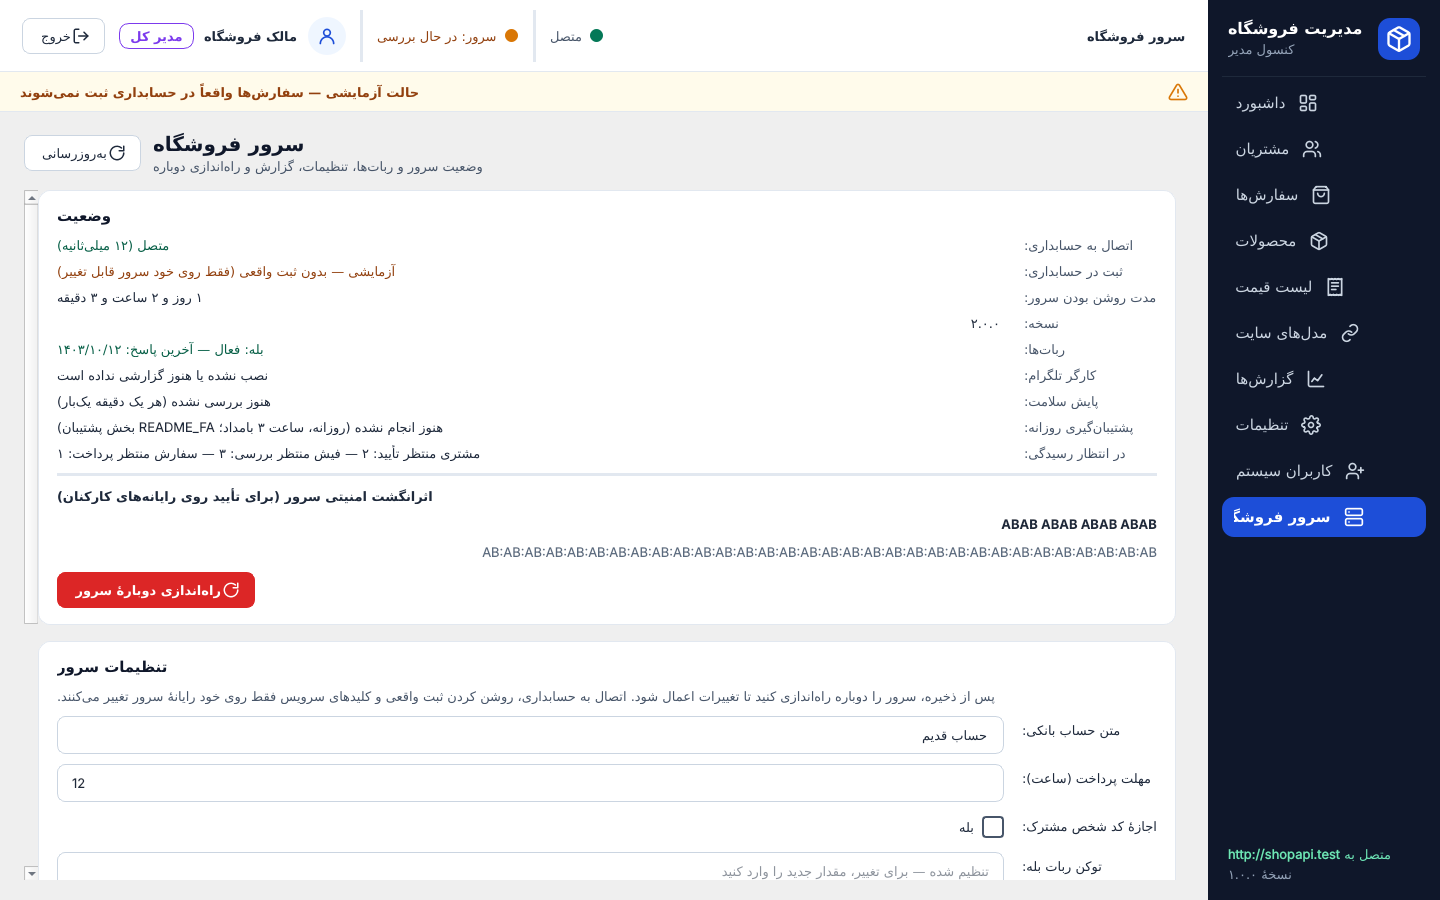 مدیریت فروشگاه
کنسول مدیر
داشبورد
مشتریان
سفارش‌ها
محصولات
لیست قیمت
مدل‌های سایت
گزارش‌ها
تنظیمات
کاربران سیستم
سرور فروشگ
متصل به http://shopapi.test
نسخهٔ ۱.۰.۰
سرور فروشگاه
متصل
سرور: در حال بررسی
مالک فروشگاه
مدیر کل
خروج
حالت آزمایشی — سفارش‌ها واقعاً در حسابداری ثبت نمی‌شوند
سرور فروشگاه
وضعیت سرور و ربات‌ها، تنظیمات، گزارش و راه‌اندازی دوباره
به‌روزرسانی
وضعیت
اتصال به حسابداری: متصل (۱۲ میلی‌ثانیه)
ثبت در حسابداری: آزمایشی — بدون ثبت واقعی (فقط روی خود سرور قابل تغییر)
مدت روشن بودن سرور: ۱ روز و ۲ ساعت و ۳ دقیقه
نسخه: ۲.۰.۰
ربات‌ها: بله: فعال — آخرین پاسخ: ۱۴۰۳/۱۰/۱۲
کارگر تلگرام: نصب نشده یا هنوز گزارشی نداده است
پایش سلامت: هنوز بررسی نشده (هر یک دقیقه یک‌بار)
پشتیبان‌گیری روزانه: هنوز انجام نشده (روزانه، ساعت ۳ بامداد؛ README_FA بخش پشتیبان)
در انتظار رسیدگی: مشتری منتظر تأیید: ۲ — فیش منتظر بررسی: ۳ — سفارش منتظر پرداخت: ۱
اثرانگشت امنیتی سرور (برای تأیید روی رایانه‌های کارکنان)
ABAB ABAB ABAB ABAB
AB:AB:AB:AB:AB:AB:AB:AB:AB:AB:AB:AB:AB:AB:AB:AB:AB:AB:AB:AB:AB:AB:AB:AB:AB:AB:AB:AB:AB:AB:AB:AB
راه‌اندازی دوبارهٔ سرور
تنظیمات سرور
پس از ذخیره، سرور را دوباره راه‌اندازی کنید تا تغییرات اعمال شود. اتصال به حسابداری، روشن کردن ثبت واقعی و کلیدهای سرویس فقط روی خود رایانهٔ سرور تغییر می‌کنند.
متن حساب بانکی: حساب قدیم
مهلت پرداخت (ساعت): 12
اجازهٔ کد شخص مشترک: بله
توکن ربات بله: تنظیم شده — برای تغییر، مقدار جدید را وارد کنید